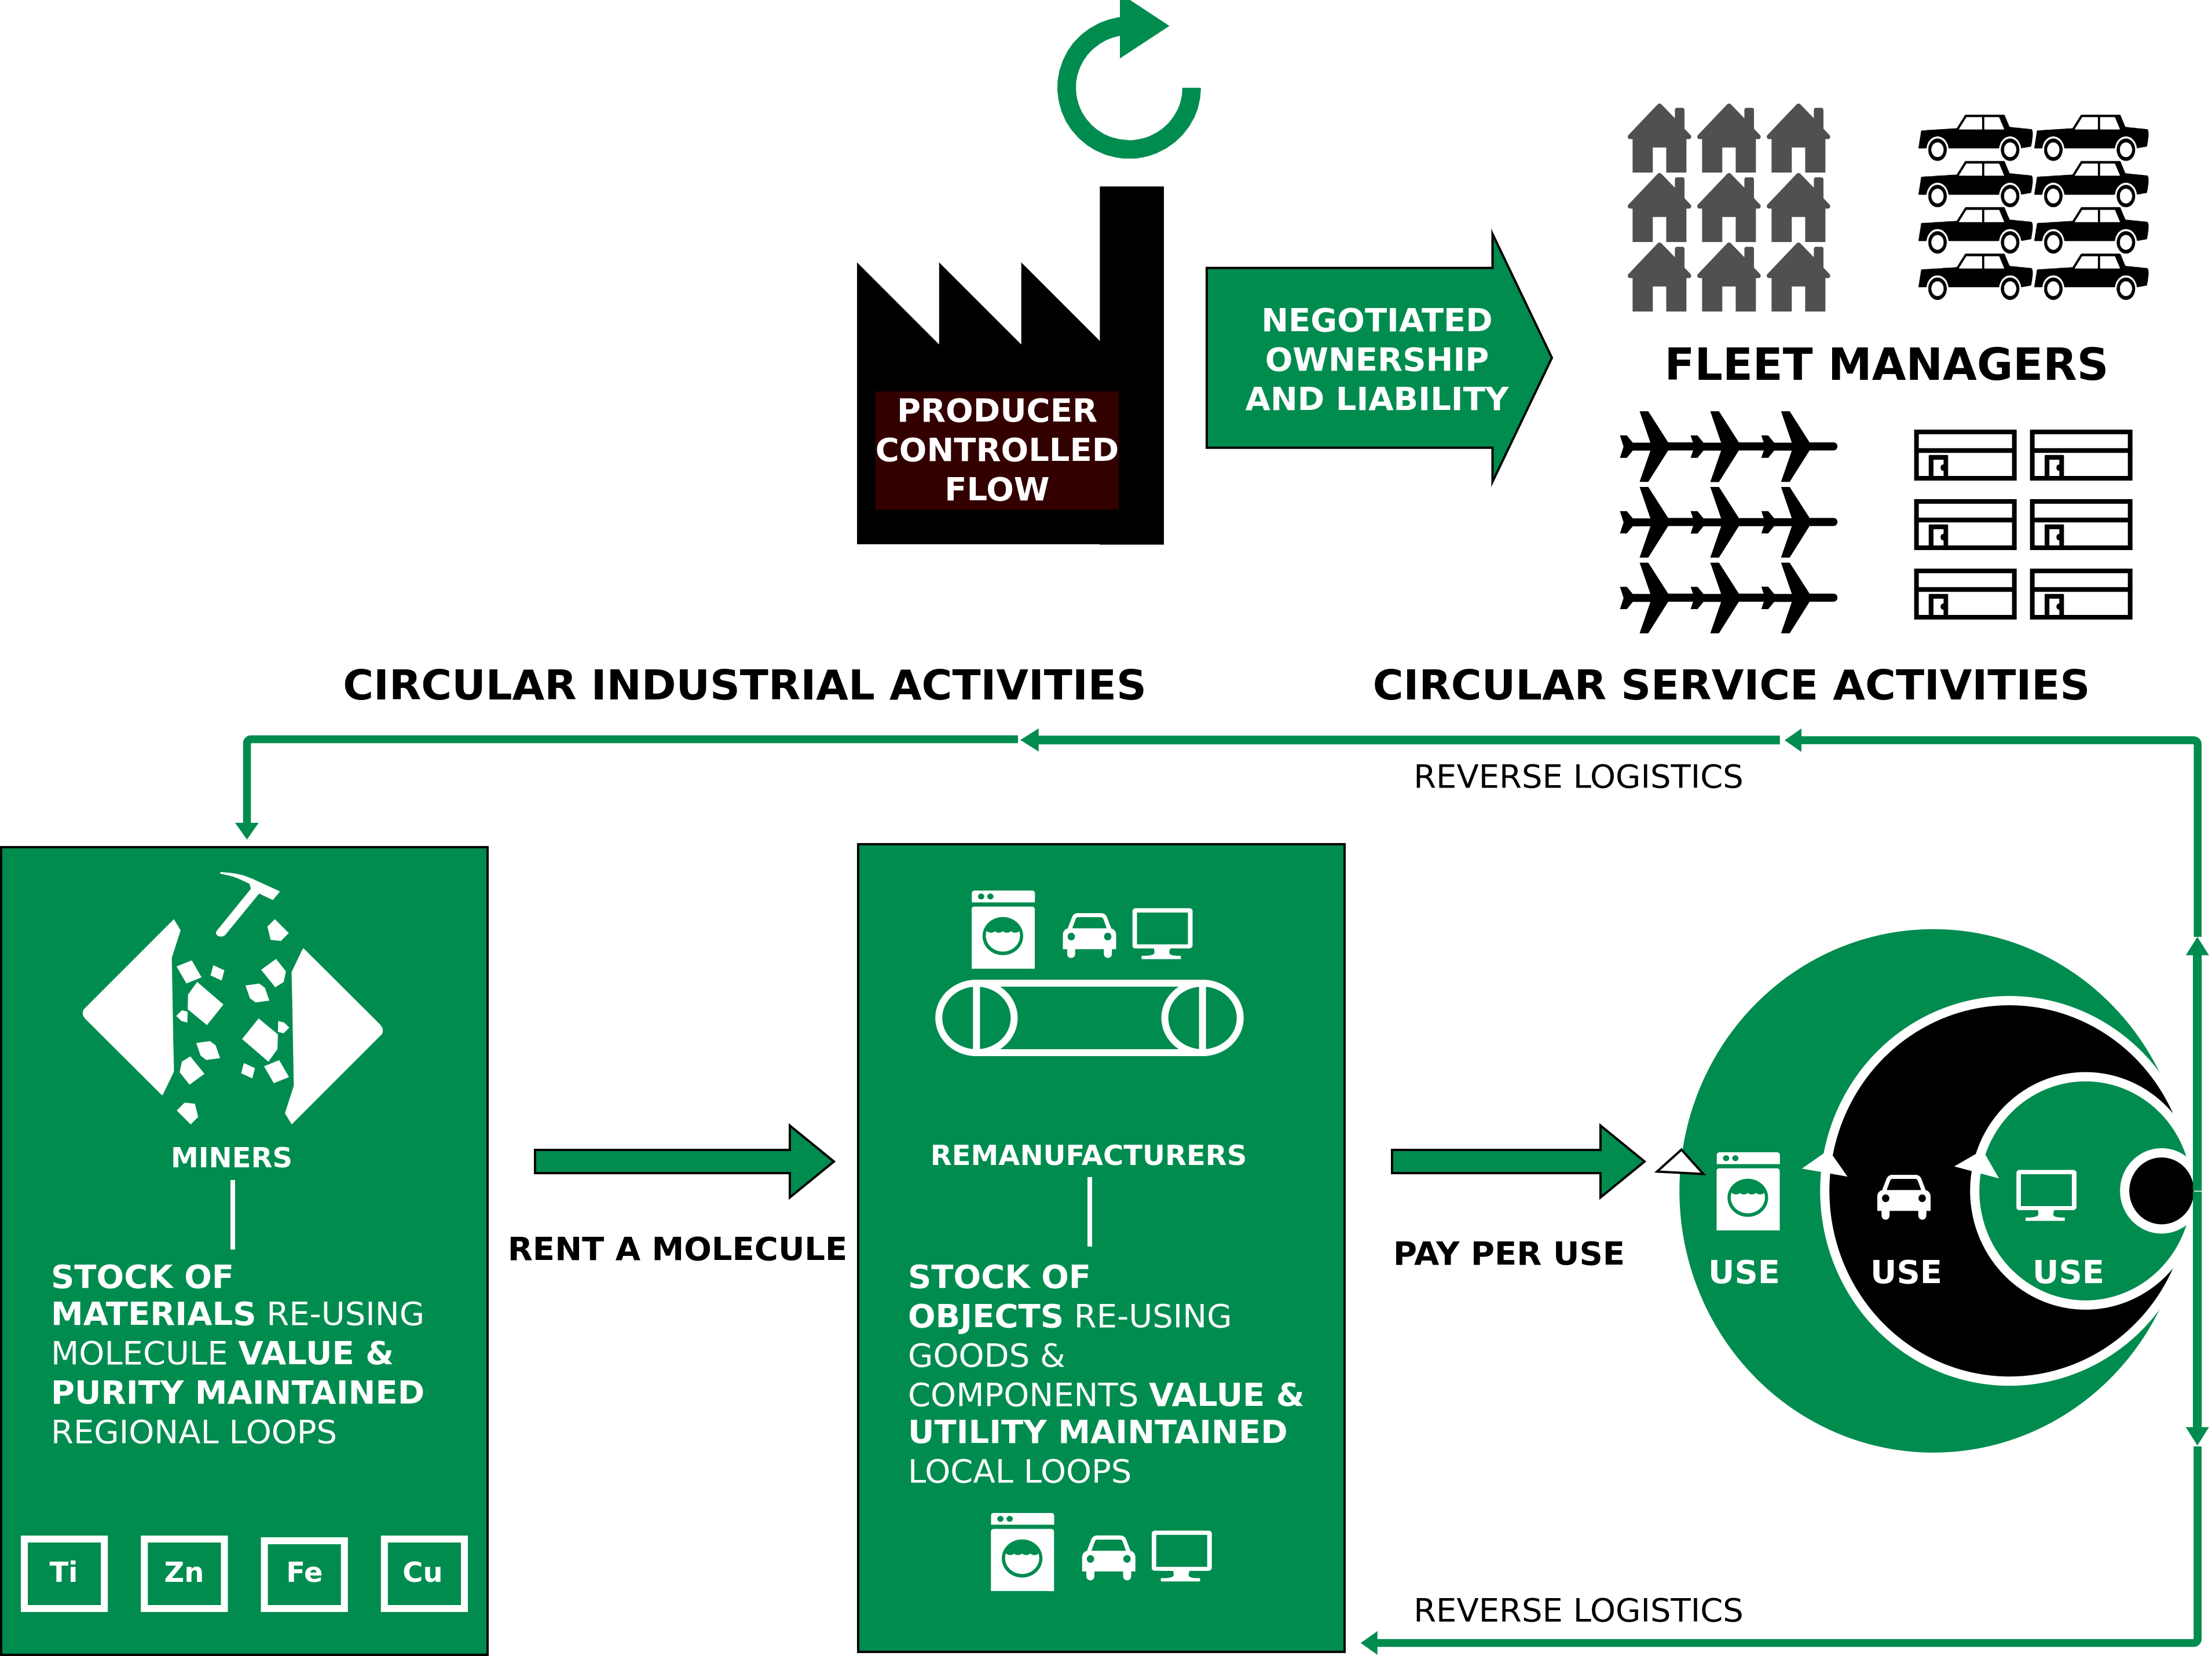 PRODUCER
CONTROLLED
FLOW
NEGOTIATED
OWNERSHIP
AND LIABILITY
FLEET MANAGERS
CIRCULAR INDUSTRIAL ACTIVITIES
CIRCULAR SERVICE ACTIVITIES
REVERSE LOGISTICS
MINERS
STOCK OF
MATERIALS RE-USING
MOLECULE VALUE &
PURITY MAINTAINED
REGIONAL LOOPS
Ti
Zn
Fe
Cu
RENT A MOLECULE
REMANUFACTURERS
STOCK OF
OBJECTS RE-USING
GOODS &
COMPONENTS VALUE &
UTILITY MAINTAINED
LOCAL LOOPS
PAY PER USE
USE
USE
USE
REVERSE LOGISTICS